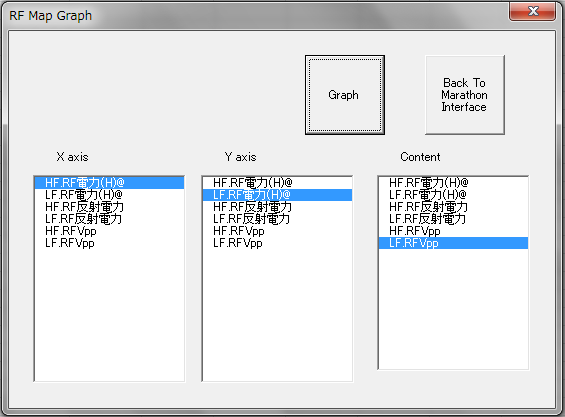 RF Map Graph
Graph
Back To
Marathon
Interface
X axis
Y axis
Content
HF.RF電力(H)@
LF.RF電力(H)@
HF.RF反射電力
LF.RF反射電力
HF.RFVpp
LF.RFVpp
HF.RF電力(H)@
LF.RF電力(H)@
HF.RF反射電力
LF.RF反射電力
HF.RFVpp
LF.RFVpp
HF.RF電力(H)@
LF.RF電力(H)@
HF.RF反射電力
LF.RF反射電力
HF.RFVpp
LF.RFVpp